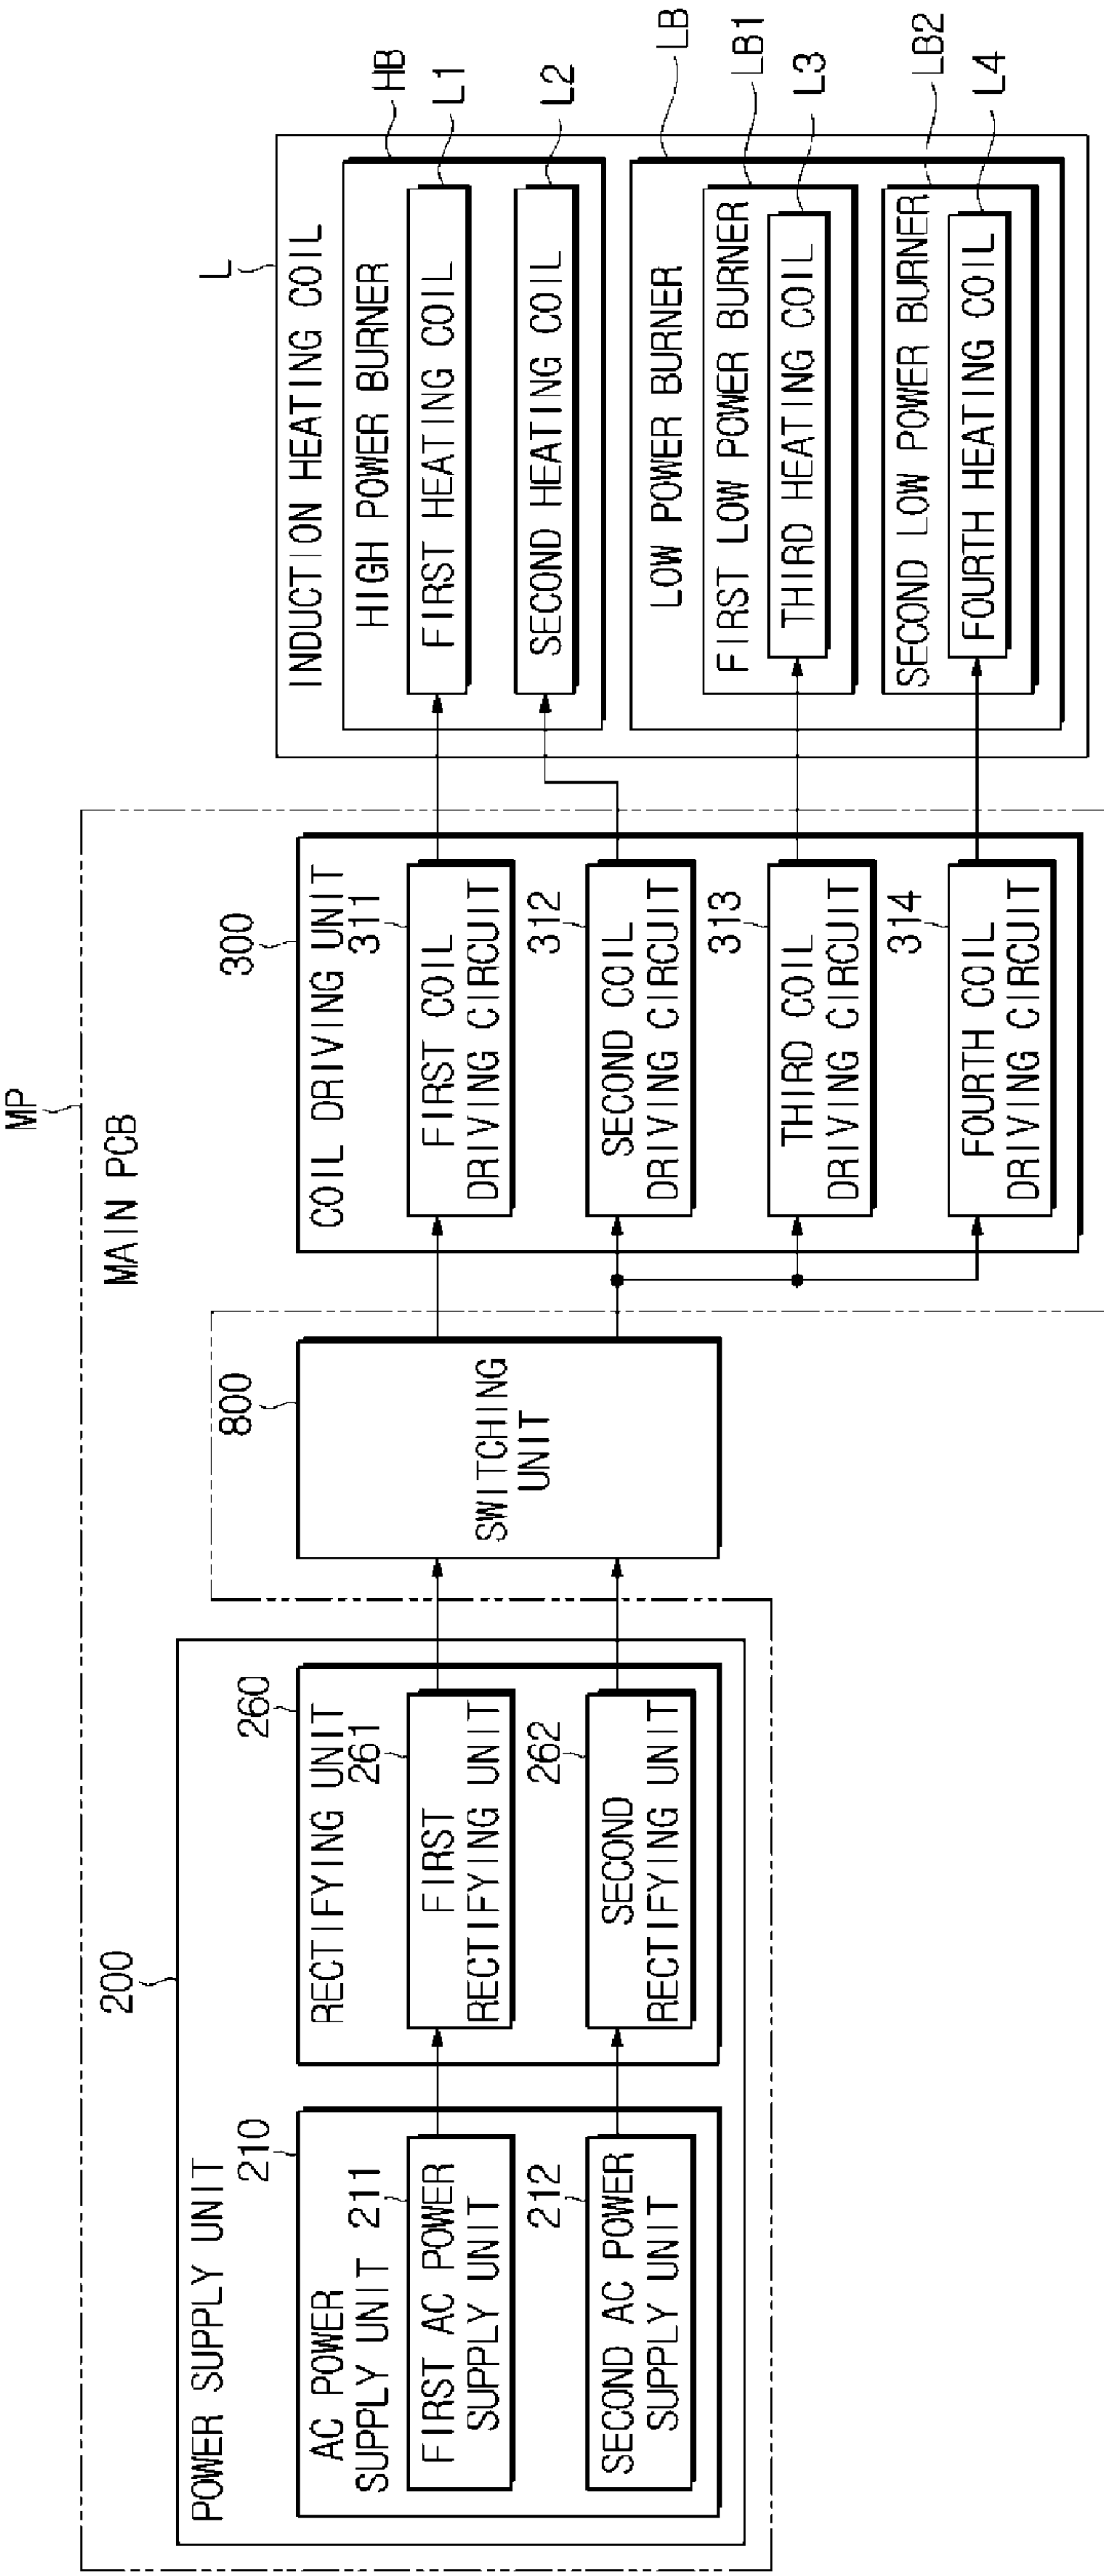 MP
MAIN PCB
200
POWER SUPPLY UNIT
210
AC POWER
SUPPLY UNIT
211
FIRST AC POWER
SUPPLY UNIT
212
SECOND AC POWER
SUPPLY UNIT
260
RECTIFYING UNIT
261
FIRST
RECTIFYING UNIT
262
SECOND
RECTIFYING UNIT
800
SWITCHING
UNIT
300
COIL DRIVING UNIT
311
FIRST COIL
DRIVING CIRCUIT
312
SECOND COIL
DRIVING CIRCUIT
313
THIRD COIL
DRIVING CIRCUIT
314
FOURTH COIL
DRIVING CIRCUIT
L
INDUCTION HEATING COIL
HB
HIGH POWER BURNER
L1
FIRST HEATING COIL
L2
SECOND HEATING COIL
LB
LOW POWER BURNER
LB1
FIRST LOW POWER BURNER
L3
THIRD HEATING COIL
LB2
SECOND LOW POWER BURNER
L4
FOURTH HEATING COIL